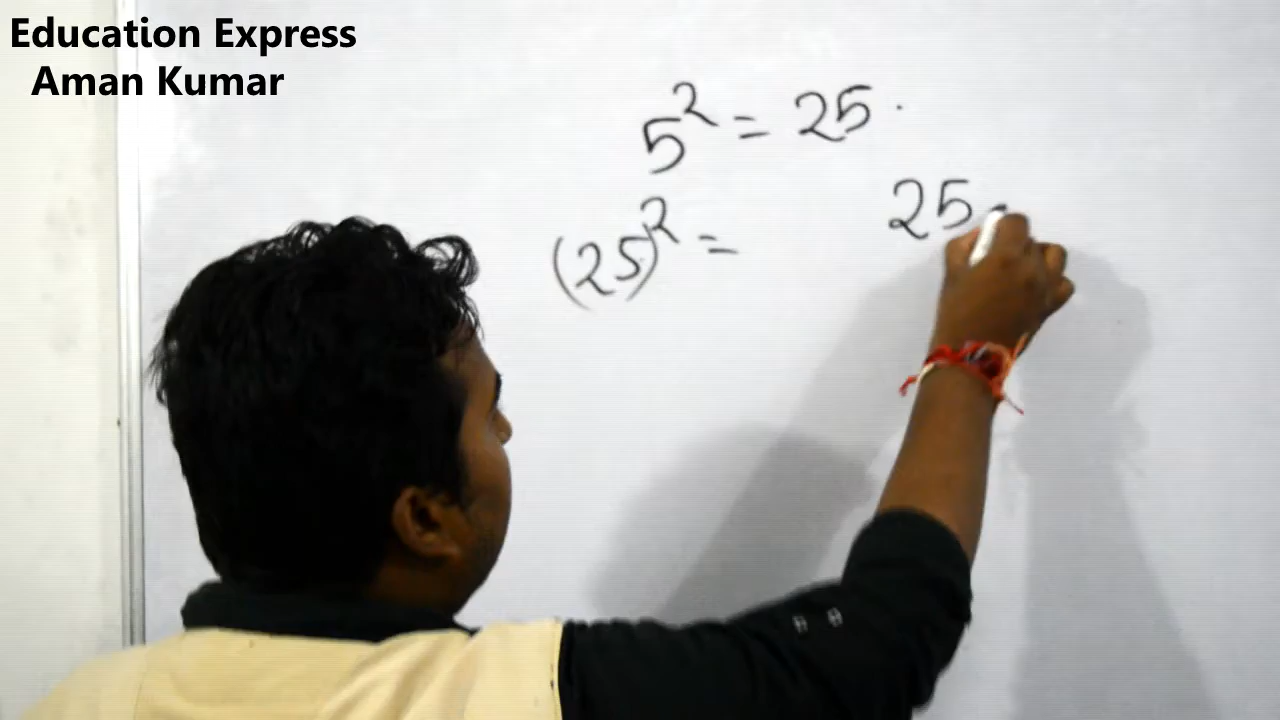 Education Express
Aman Kumar
5² = 25
(25)² = 25